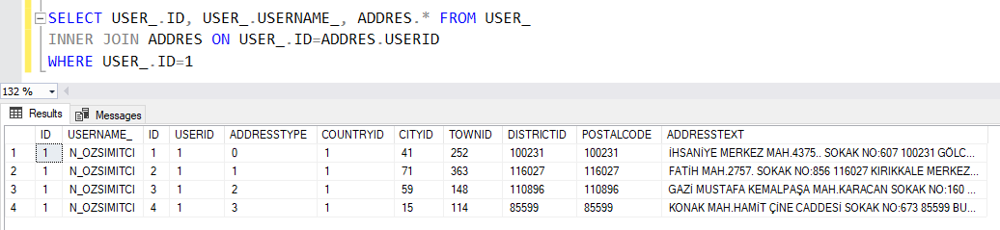 SELECT USER_.ID, USER_.USERNAME_, ADDRES.* FROM USER_
INNER JOIN ADDRES ON USER_.ID=ADDRES.USERID
WHERE USER_.ID=1
132 %
Results Messages
ID USERNAME_ ID USERID ADDRESSTYPE COUNTRYID CITYID TOWNID DISTRICTID POSTALCODE ADDRESSTEXT
1 1 N_OZSIMITCI 1 1 0 1 41 252 100231 100231 İHSANİYE MERKEZ MAH.4375.. SOKAK NO:607 100231 GÖLC...
2 1 N_OZSIMITCI 2 1 1 1 71 363 116027 116027 FATİH MAH.2757. SOKAK NO:856 116027 KIRIKKALE MERKEZ...
3 1 N_OZSIMITCI 3 1 2 1 59 148 110896 110896 GAZİ MUSTAFA KEMALPAŞA MAH.KARACAN SOKAK NO:160 ...
4 1 N_OZSIMITCI 4 1 3 1 15 114 85599 85599 KONAK MAH.HAMİT ÇİNE CADDESİ SOKAK NO:673 85599 BU...